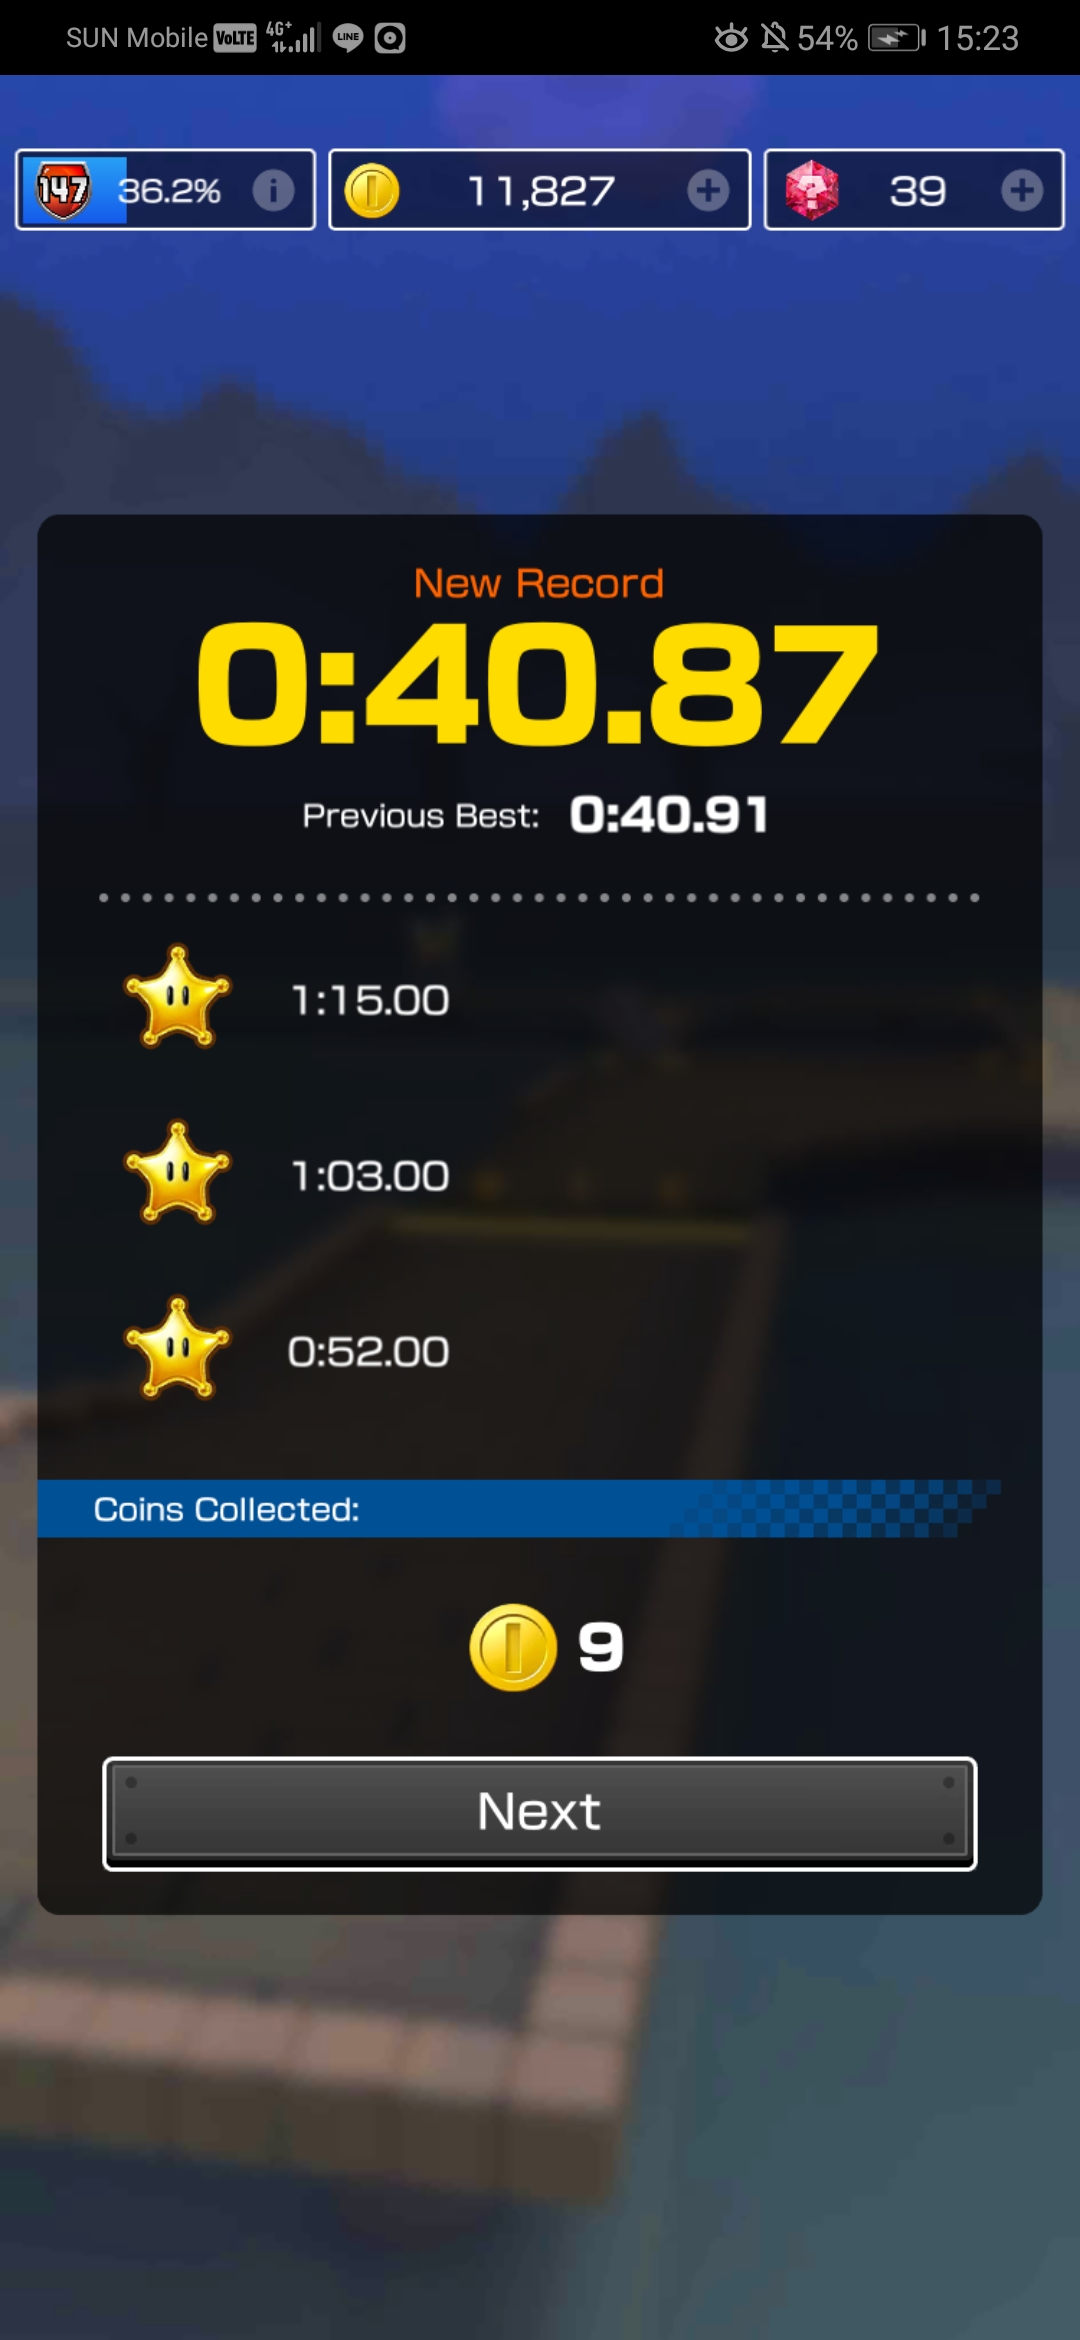 SUN Mobile VoLTE 4G+ LINE 54% 15:23
147 36.2% i 11,827 + 39 +
New Record
0:40.87
Previous Best: 0:40.91
1:15.00
1:03.00
0:52.00
Coins Collected:
9
Next